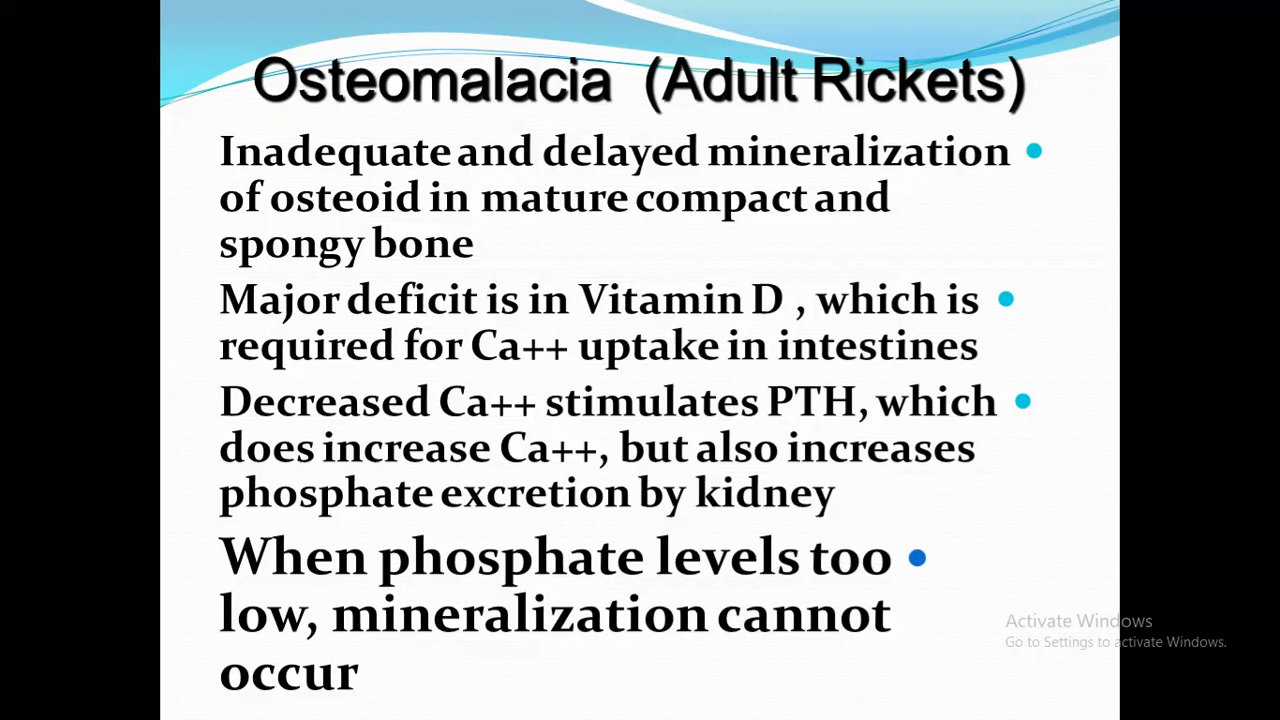 Osteomalacia (Adult Rickets)
Inadequate and delayed mineralization •
of osteoid in mature compact and
spongy bone
Major deficit is in Vitamin D , which is •
required for Ca++ uptake in intestines
Decreased Ca++ stimulates PTH, which •
does increase Ca++, but also increases
phosphate excretion by kidney
When phosphate levels too •
low, mineralization cannot
occur
Activate Windows
Go to Settings to activate Windows.